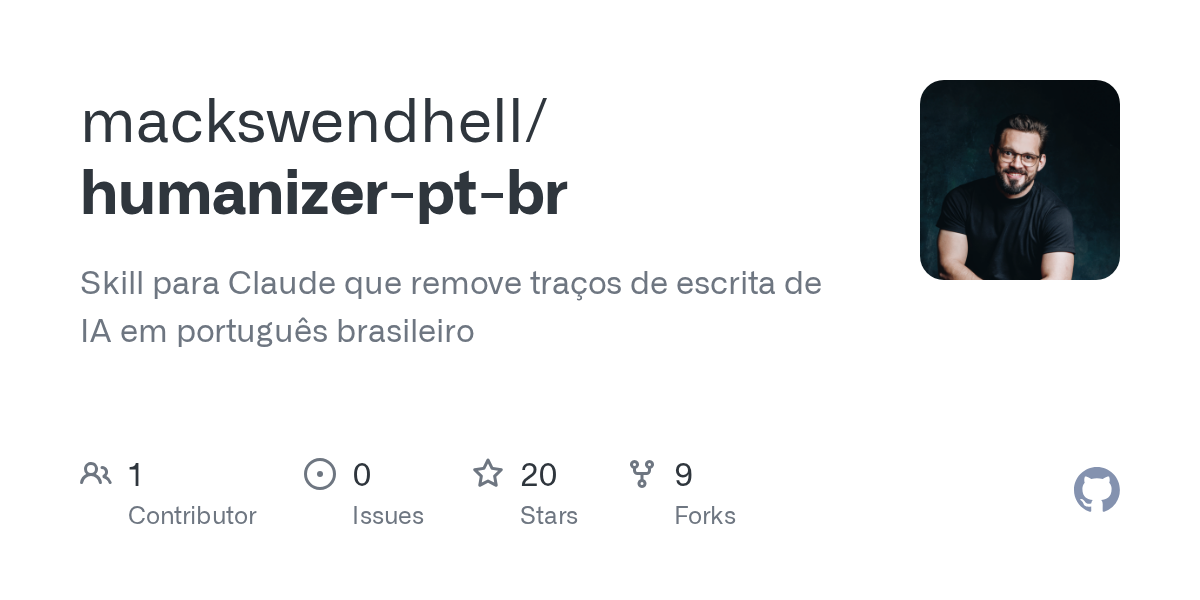 mackswendhell/
humanizer-pt-br
Skill para Claude que remove traços de escrita de
IA em português brasileiro
1
Contributor
0
Issues
20
Stars
9
Forks